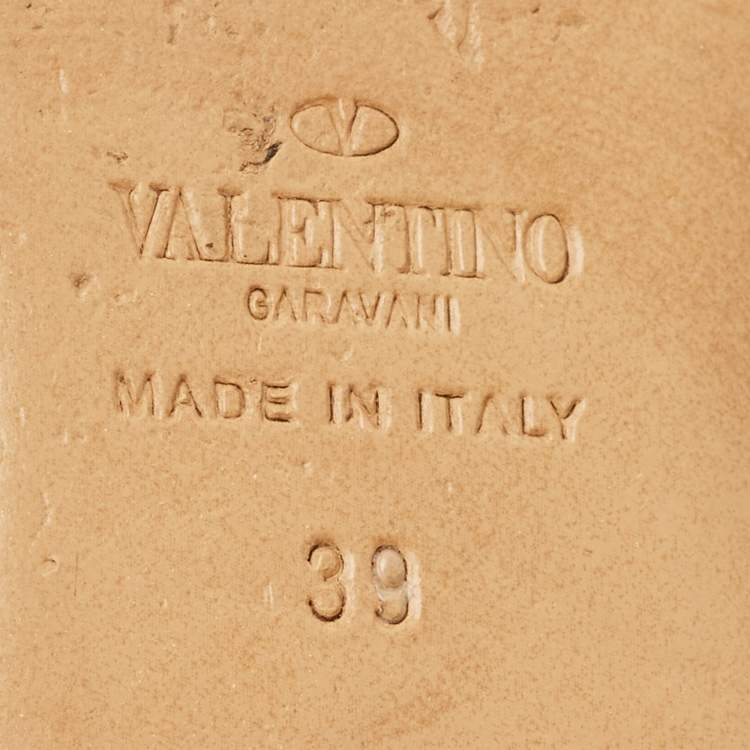 V
VALENTINO
GARAVANI
MADE IN ITALY
39